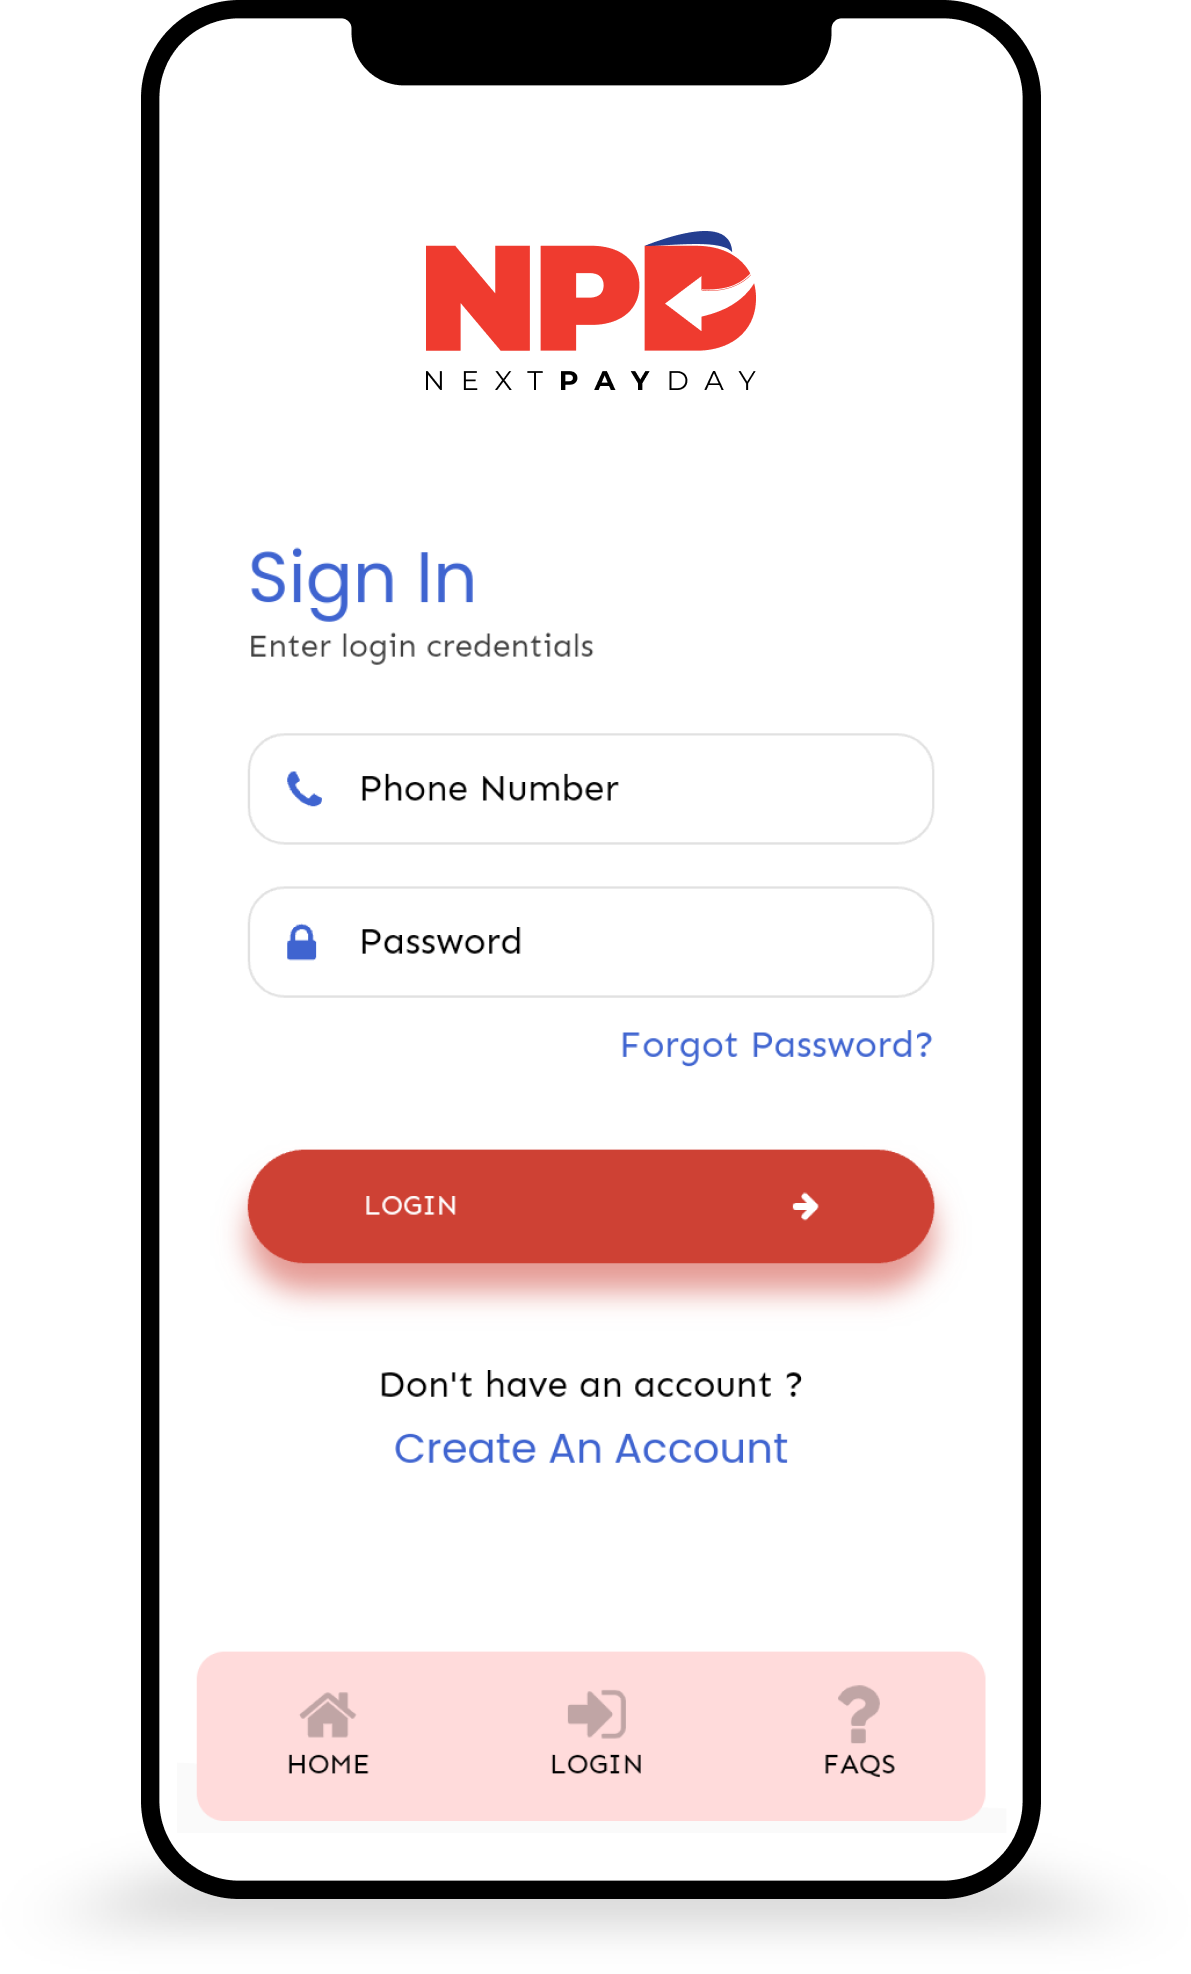 NPD
NEXTPAYDAY
Sign In
Enter login credentials
Phone Number
Password
Forgot Password?
LOGIN
Don't have an account ?
Create An Account
HOME LOGIN FAQS